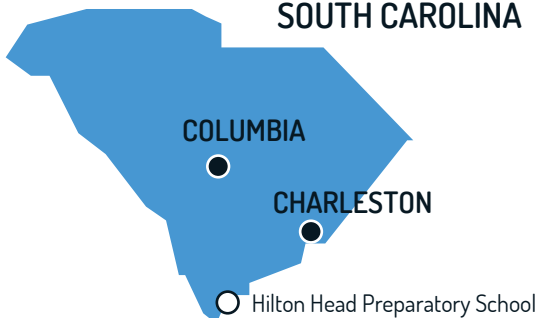 SOUTH CAROLINA
COLUMBIA
CHARLESTON
Hilton Head Preparatory School